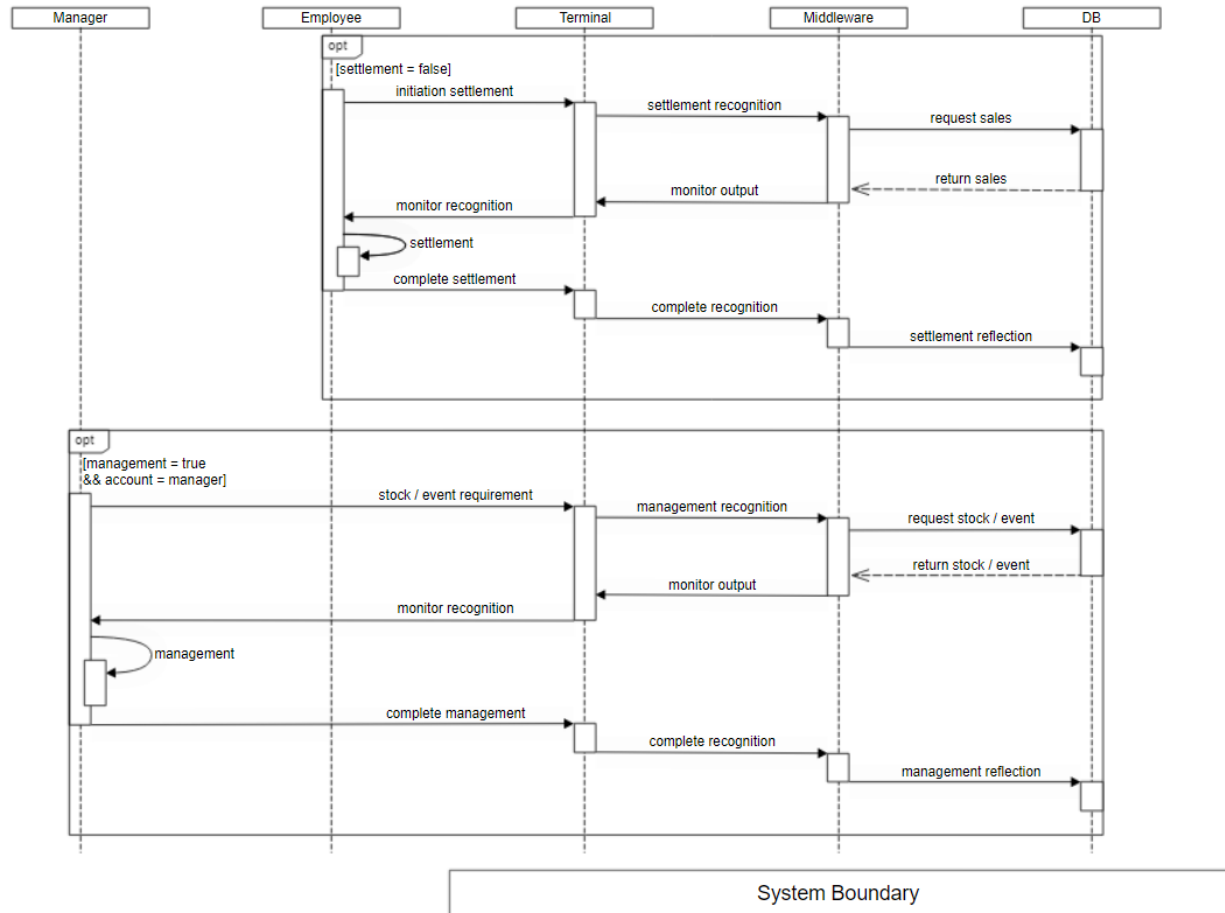 Manager
Employee
Terminal
Middleware
DB
opt
[settlement = false]
initiation settlement
settlement recognition
request sales
return sales
monitor output
monitor recognition
settlement
complete settlement
complete recognition
settlement reflection
opt
[management = true
&& account = manager]
stock / event requirement
management recognition
request stock / event
return stock / event
monitor output
monitor recognition
management
complete management
complete recognition
management reflection
System Boundary